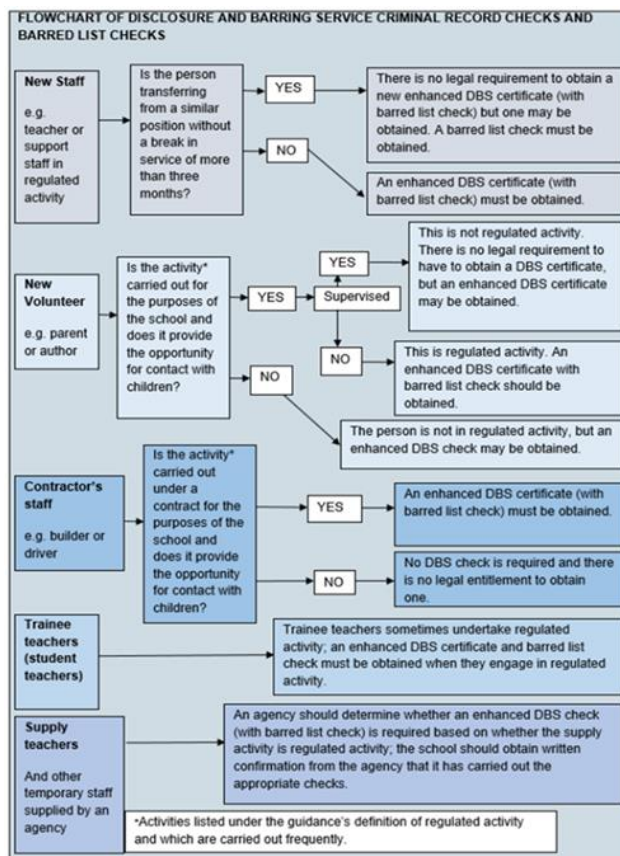 FLOWCHART OF DISCLOSURE AND BARRING SERVICE CRIMINAL RECORD CHECKS AND
BARRED LIST CHECKS
New Staff
e.g.
teacher or
support
staff in
regulated
activity
Is the person
transferring
from a similar
position without
a break in
service of more
than three
months?
YES
There is no legal requirement to obtain a
new enhanced DBS certificate (with
barred list check) but one may be
obtained. A barred list check must be
obtained.
NO
An enhanced DBS certificate (with
barred list check) must be obtained.
New
Volunteer
e.g. parent
or author
Is the activity*
carried out for
the purposes of
the school and
does it provide
the opportunity
for contact with
children?
YES
Supervised
YES
This is not regulated activity.
There is no legal requirement to
have to obtain a DBS certificate,
but an enhanced DBS certificate
may be obtained.
NO
This is regulated activity. An
enhanced DBS certificate with
barred list check should be
obtained.
NO
The person is not in regulated activity, but an
enhanced DBS check may be obtained.
Contractor's
staff
e.g. builder or
driver
Is the activity*
carried out
under a
contract for the
purposes of the
school and
does it provide
the opportunity
for contact with
children?
YES
An enhanced DBS certificate (with
barred list check) must be obtained.
NO
No DBS check is required and there
is no legal entitlement to obtain
one.
Trainee
teachers
(student
teachers)
Trainee teachers sometimes undertake regulated
activity; an enhanced DBS certificate and barred list
check must be obtained when they engage in regulated
activity.
Supply
teachers
And other
temporary staff
supplied by an
agency
An agency should determine whether an enhanced DBS check
(with barred list check) is required based on whether the supply
activity is regulated activity; the school should obtain written
confirmation from the agency that it has carried out the
appropriate checks.
*Activities listed under the guidance's definition of regulated activity
and which are carried out frequently.